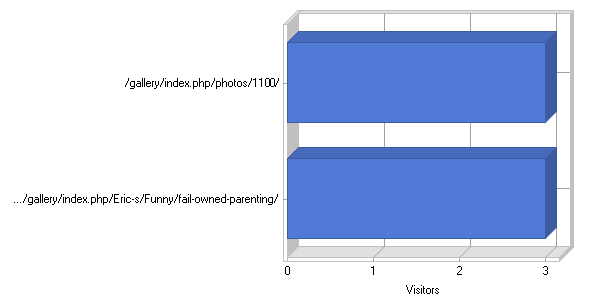 /gallery/index.php/photos/1100/
.../gallery/index.php/Eric-s/Funny/fail-owned-parenting/
0 1 2 3
Visitors